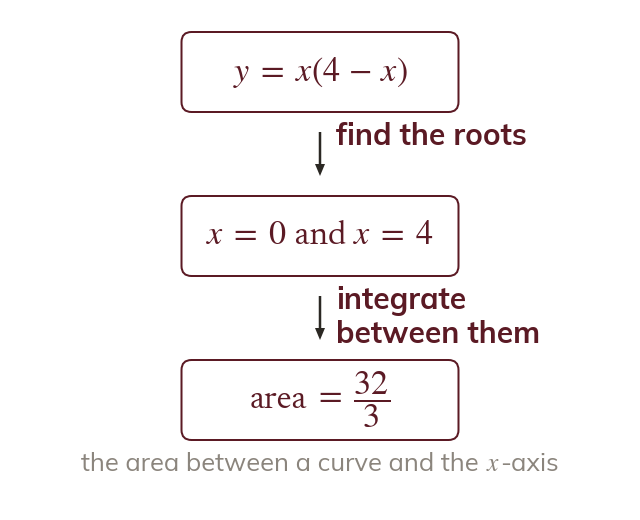 y = x(4 − x)
find the roots
x = 0 and x = 4
integrate
between them
area = 32/3
the area between a curve and the x-axis